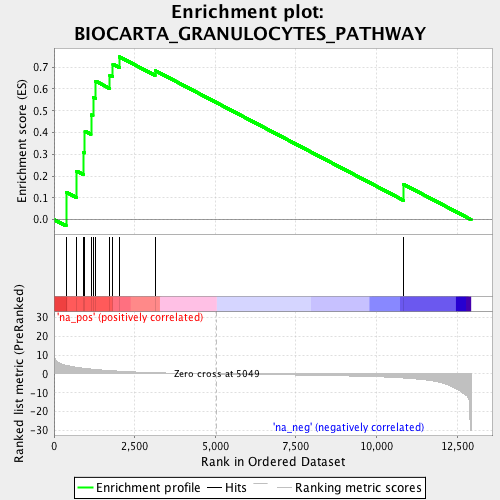 Enrichment plot:
BIOCARTA_GRANULOCYTES_PATHWAY
Enrichment score (ES)
0.7
0.6
0.5
0.4
0.3
0.2
0.1
0.0
'na_pos' (positively correlated)
Ranked list metric (PreRanked)
30
20
10
0
-10
-20
-30
Zero cross at 5049
'na_neg' (negatively correlated)
0 2,500 5,000 7,500 10,000 12,500
Rank in Ordered Dataset
Enrichment profile Hits Ranking metric scores